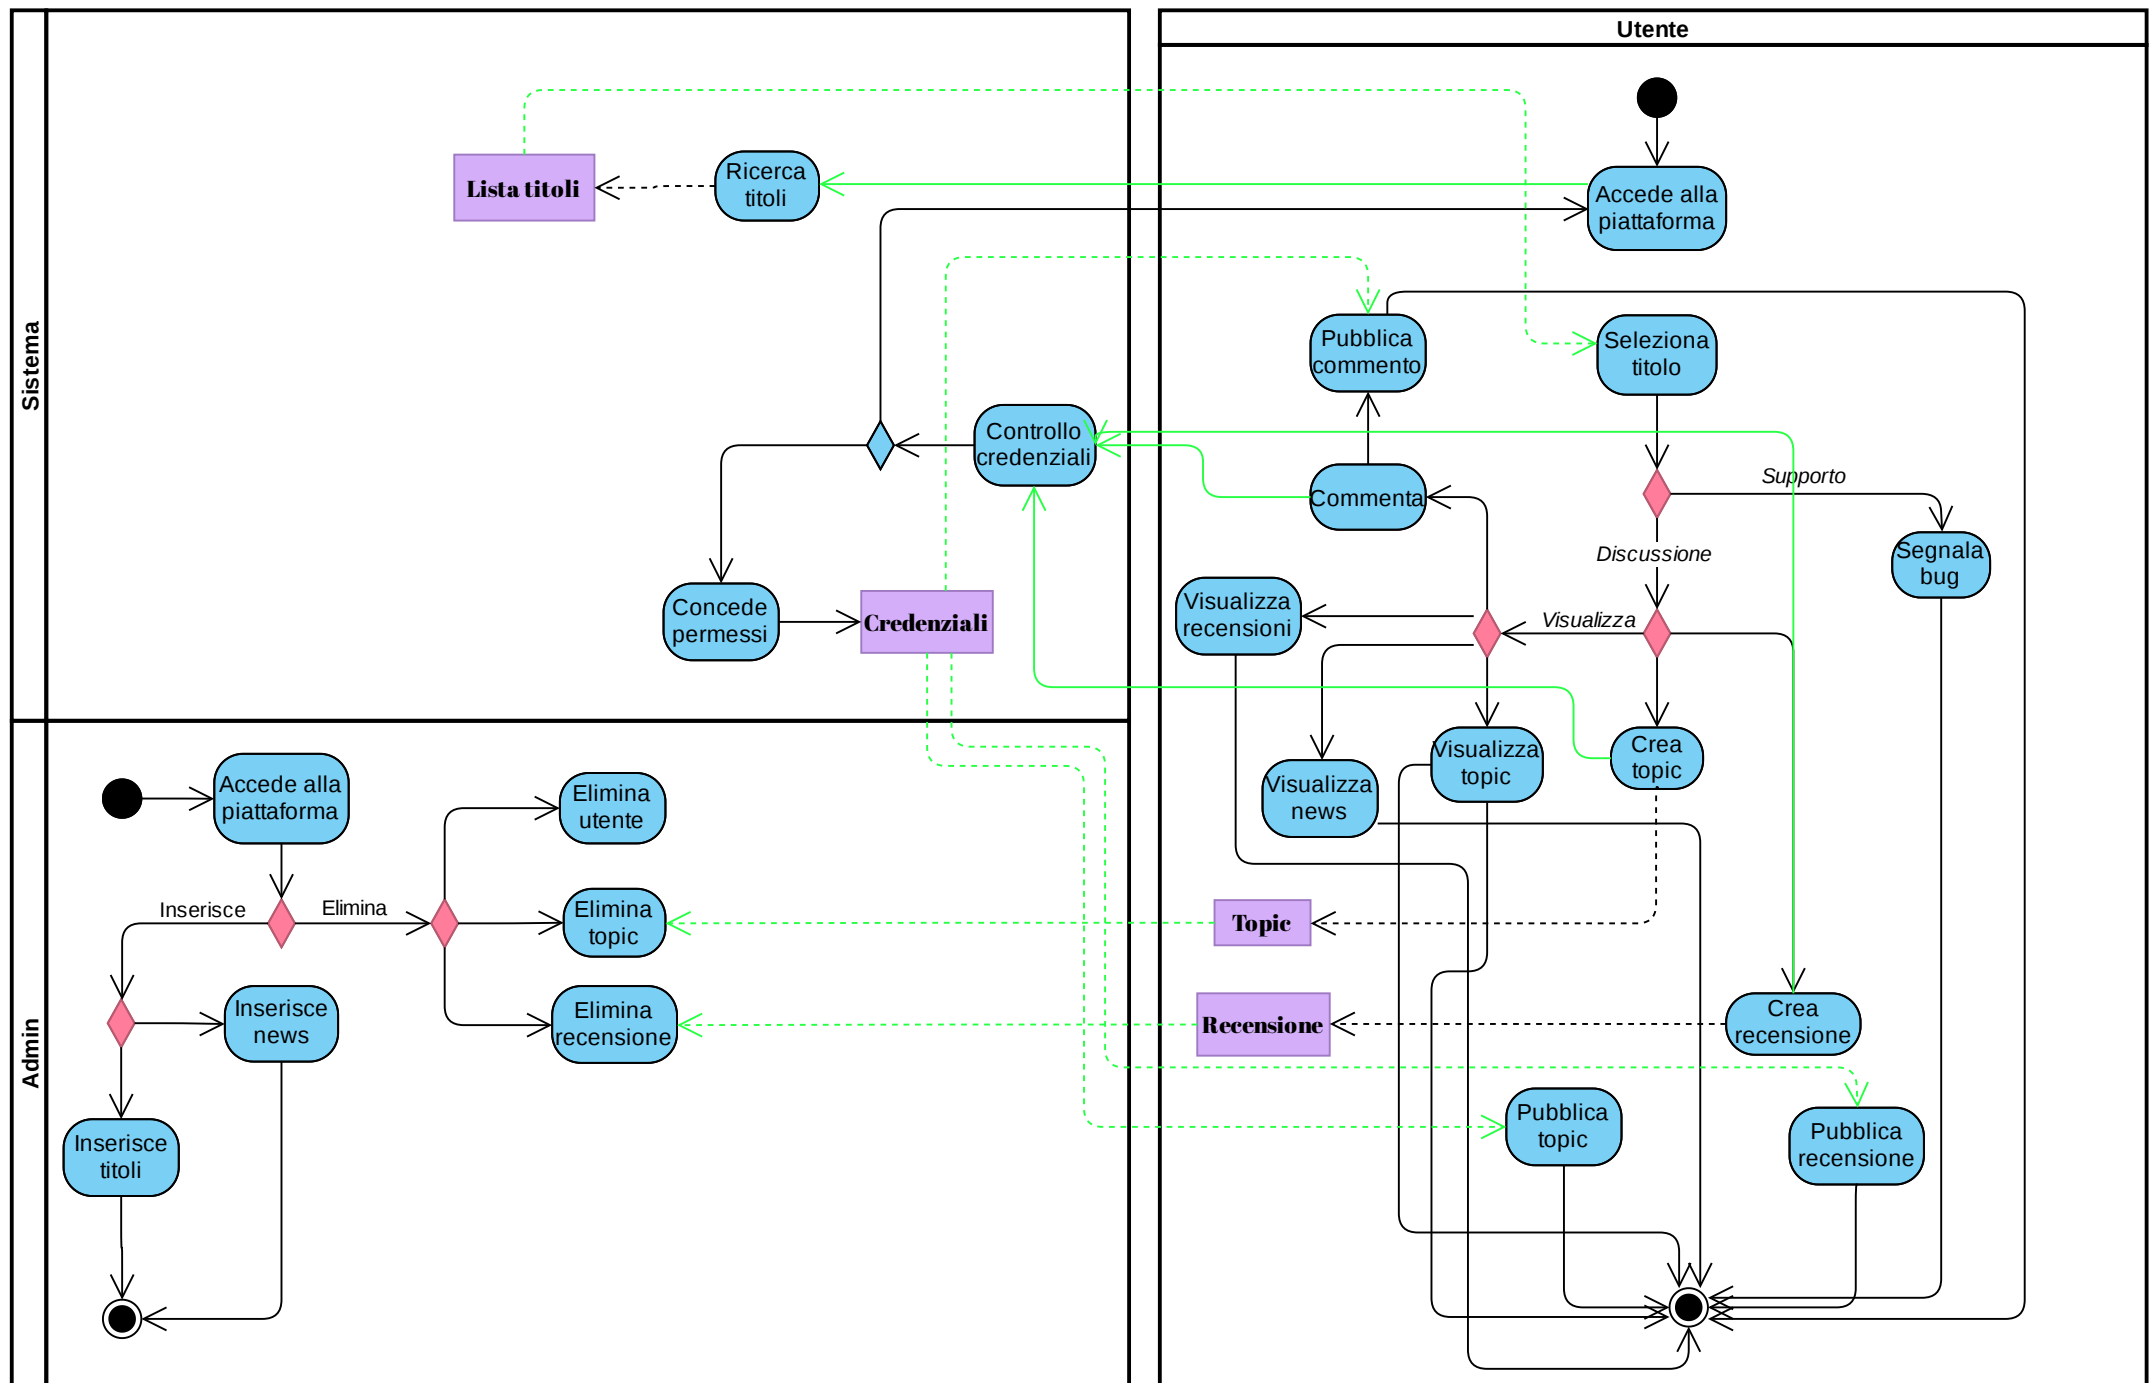 Utente
Sistema
Lista titoli
Ricerca
titoli
Accede alla
piattaforma
Pubblica
commento
Seleziona
titolo
Controllo
credenziali
Commenta
Supporto
Discussione
Segnala
bug
Concede
permessi
Credenziali
Visualizza
recensioni
Visualizza
Visualizza
topic
Crea
topic
Visualizza
news
Topic
Recensione
Crea
recensione
Pubblica
topic
Pubblica
recensione
Admin
Accede alla
piattaforma
Elimina
utente
Inserisce
Elimina
Elimina
topic
Inserisce
news
Elimina
recensione
Inserisce
titoli